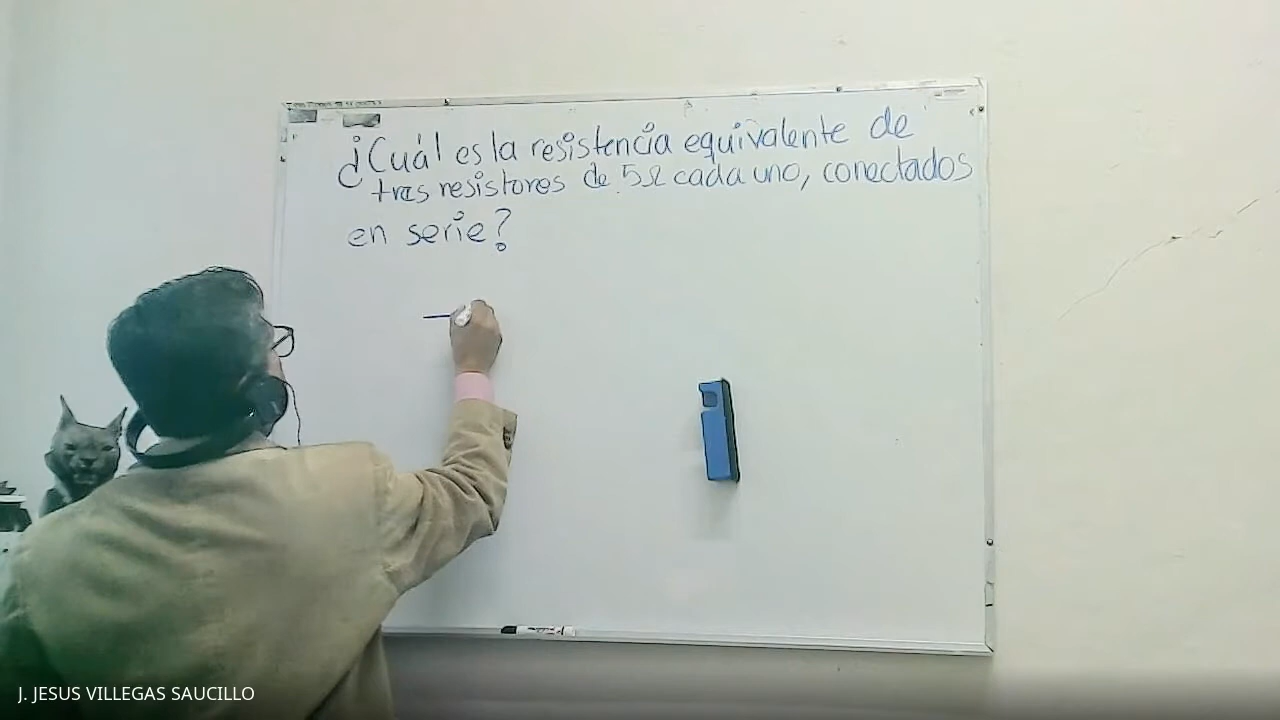 ¿Cuál es la resistencia equivalente de
tres resistores de 5Ω cada uno, conectados
en serie?
J. JESUS VILLEGAS SAUCILLO